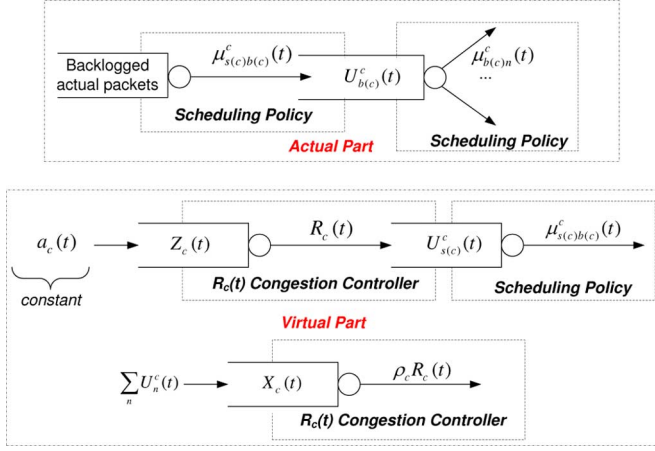 Backlogged
actual packets
μ^c_{s(c)b(c)}(t)
U^c_{b(c)}(t)
μ^c_{b(c)n}(t)
...
Scheduling Policy
Scheduling Policy
Actual Part
a_c(t)
constant
Z_c(t)
R_c(t)
U^c_{s(c)}(t)
μ^c_{s(c)b(c)}(t)
R_c(t) Congestion Controller
Scheduling Policy
Virtual Part
∑_n U^c_n(t)
X_c(t)
ρ_c R_c(t)
R_c(t) Congestion Controller